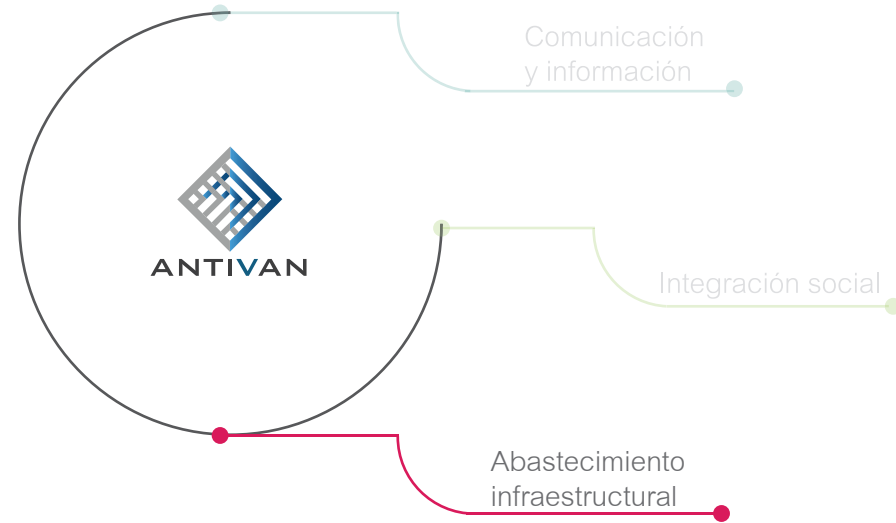 Comunicación
y información
ANTIVAN
Integración social
Abastecimiento
infraestructural